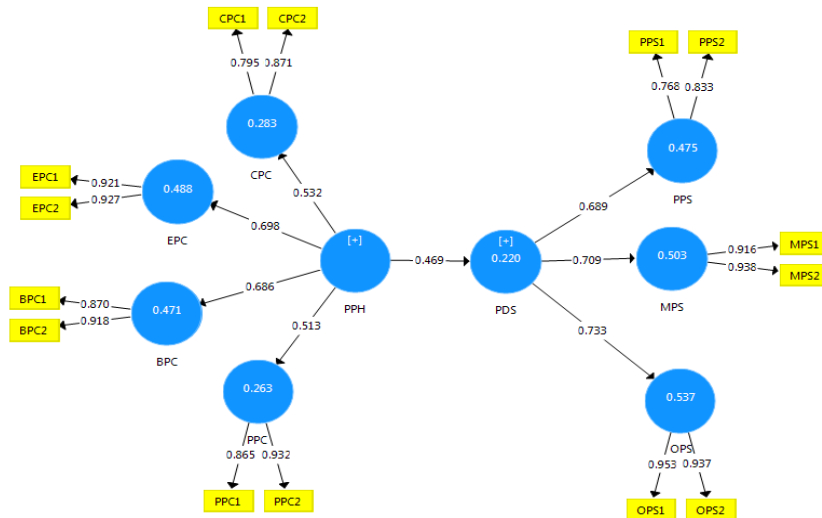 CPC1
CPC2
0.795
0.871
0.283
CPC
EPC1
EPC2
0.921
0.927
0.488
EPC
0.532
0.698
BPC1
BPC2
0.870
0.918
0.471
BPC
0.686
0.513
[+]
PPH
0.263
PPC
0.865
0.932
PPC1
PPC2
0.469
[+]
0.220
PDS
PPS1
PPS2
0.768
0.833
0.475
PPS
0.689
0.709
0.503
MPS
0.916
0.938
MPS1
MPS2
0.733
0.537
OPS
0.953
0.937
OPS1
OPS2